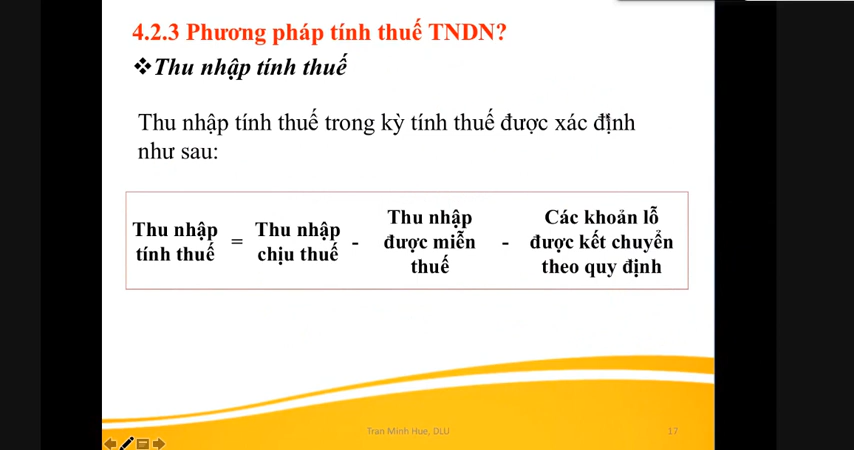 4.2.3 Phương pháp tính thuế TNDN?
❖Thu nhập tính thuế
Thu nhập tính thuế trong kỳ tính thuế được xác định
như sau:
Thu nhập tính thuế = Thu nhập chịu thuế - Thu nhập được miễn thuế - Các khoản lỗ được kết chuyển theo quy định
Tran Minh Hue, DLU
17